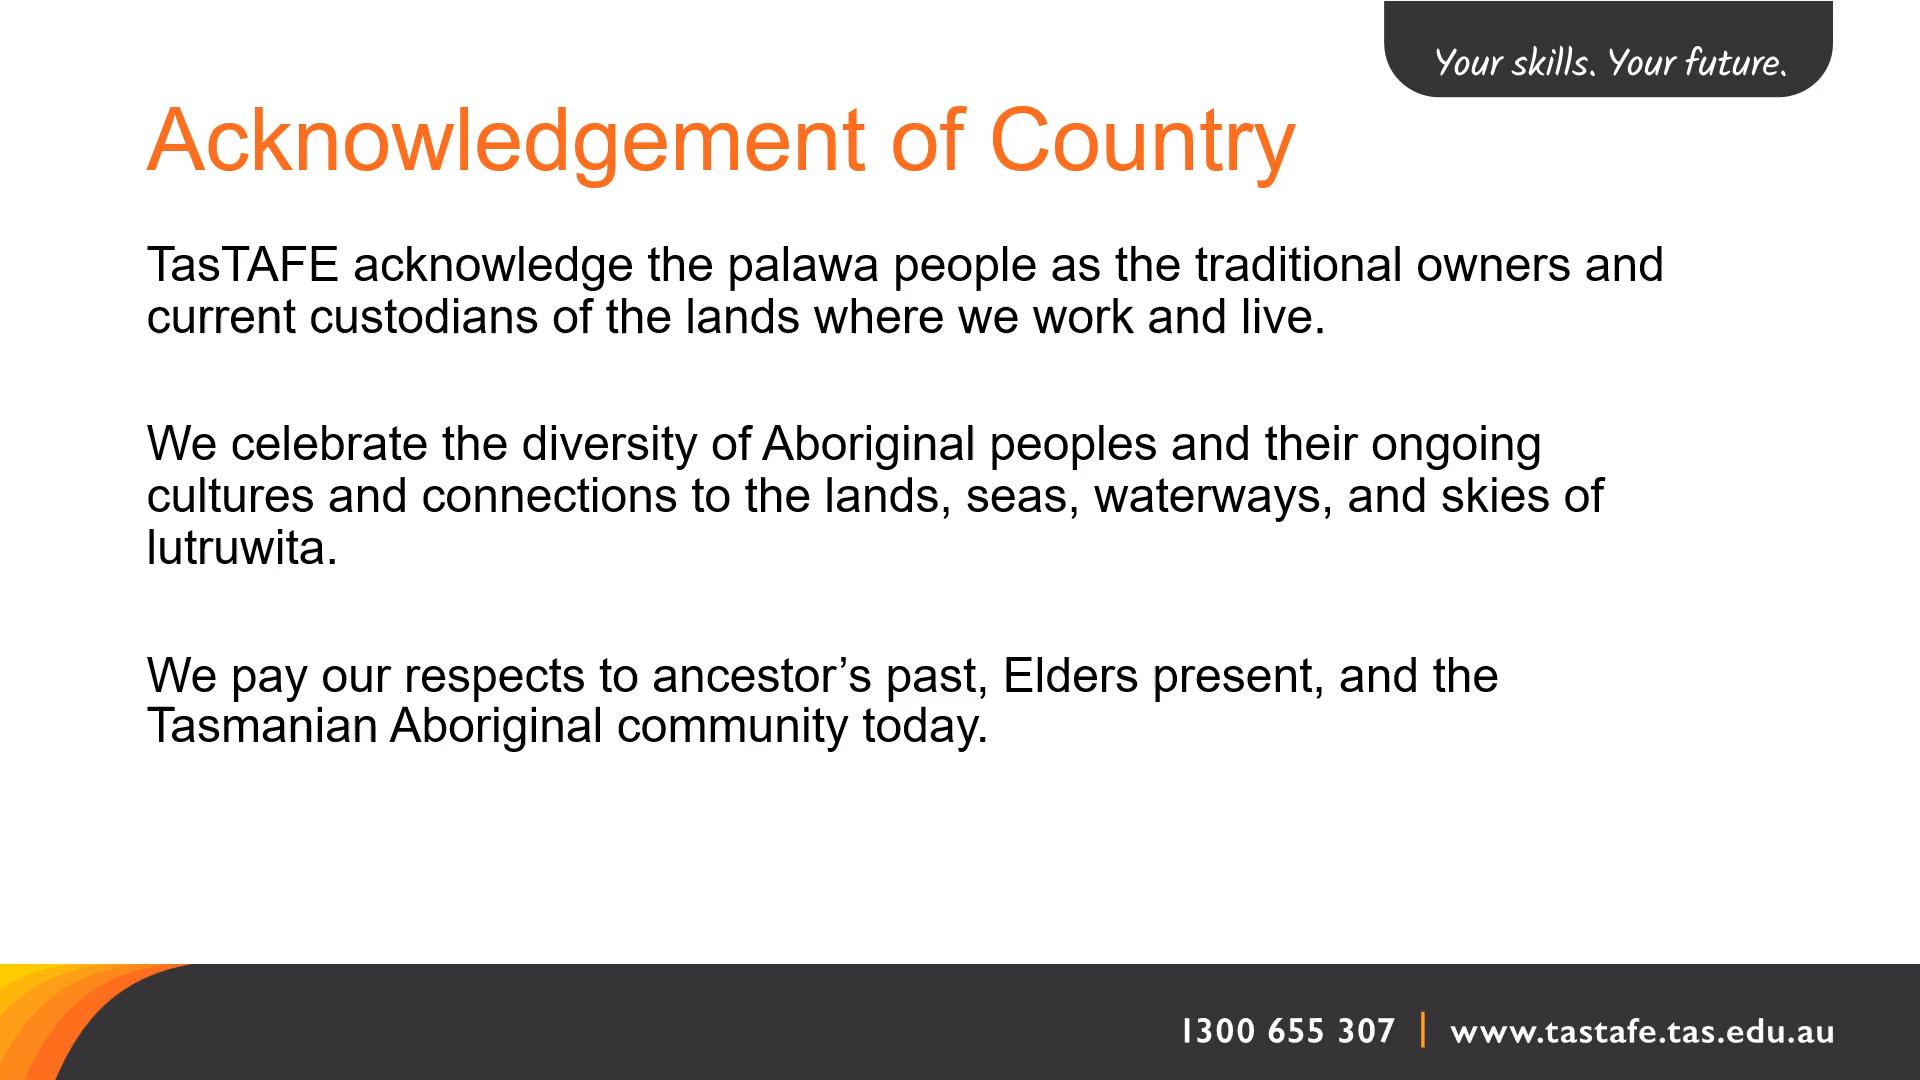 Your skills. Your future.
Acknowledgement of Country
TasTAFE acknowledge the palawa people as the traditional owners and
current custodians of the lands where we work and live.
We celebrate the diversity of Aboriginal peoples and their ongoing
cultures and connections to the lands, seas, waterways, and skies of
lutruwita.
We pay our respects to ancestor’s past, Elders present, and the
Tasmanian Aboriginal community today.
1300 655 307 | www.tastafe.tas.edu.au